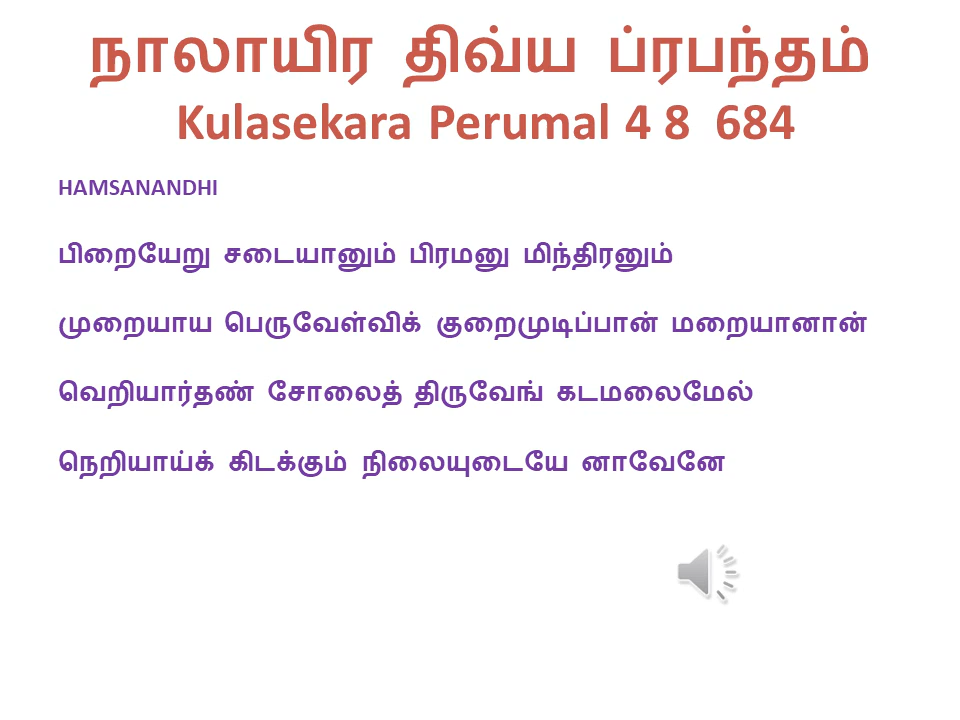 நாலாயிர திவ்ய ப்ரபந்தம்
Kulasekara Perumal 4 8 684
HAMSANANDHI
பிறையேறு சடையானும் பிரமனு மிந்திரனும்
முறையாய பெருவேள்விக் குறைமுடிப்பான் மறையானான்
வெறியார்தண் சோலைத் திருவேங் கடமலைமேல்
நெறியாய்க் கிடக்கும் நிலையுடையே னாவேனே